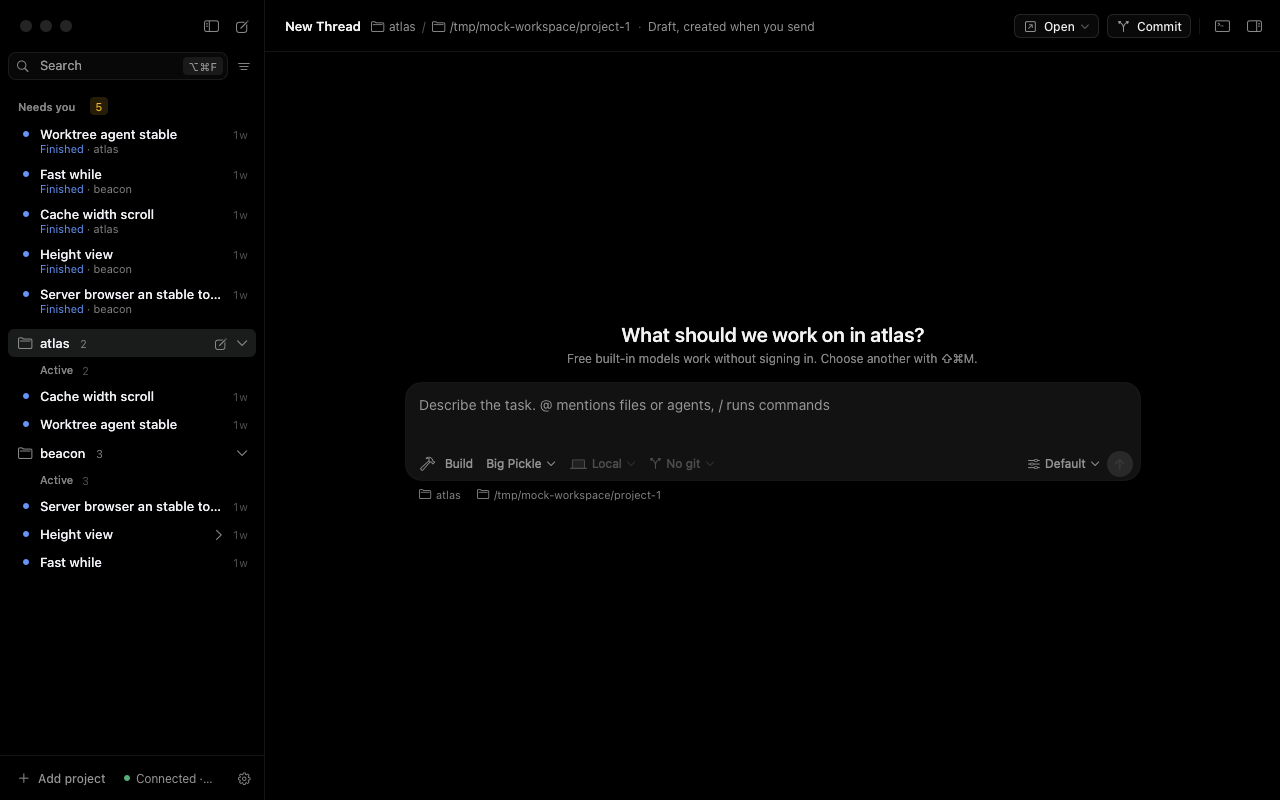 Search ⌥⌘F
Needs you 5
Worktree agent stable 1w
Finished · atlas
Fast while 1w
Finished · beacon
Cache width scroll 1w
Finished · atlas
Height view 1w
Finished · beacon
Server browser an stable to... 1w
Finished · beacon
atlas 2
Active 2
Cache width scroll 1w
Worktree agent stable 1w
beacon 3
Active 3
Server browser an stable to... 1w
Height view 1w
Fast while 1w
Add project Connected ·...
New Thread atlas / /tmp/mock-workspace/project-1 · Draft, created when you send
Open Commit
What should we work on in atlas?
Free built-in models work without signing in. Choose another with ⇧⌘M.
Describe the task. @ mentions files or agents, / runs commands
Build Big Pickle Local No git Default
atlas /tmp/mock-workspace/project-1